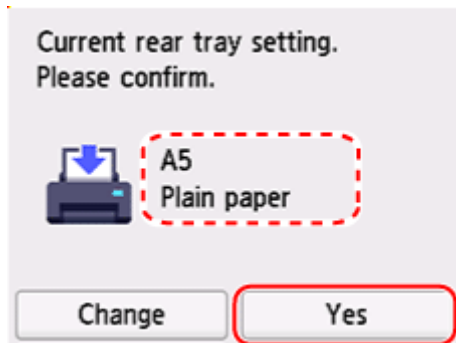 Current rear tray setting.
Please confirm.
A5
Plain paper
Change
Yes